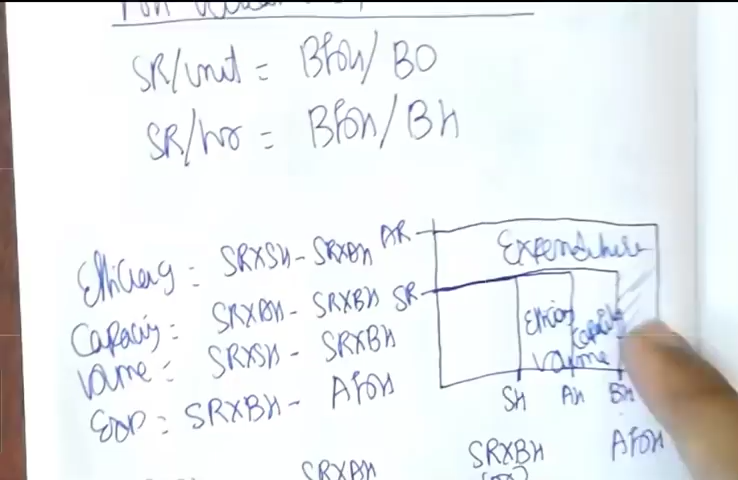 SR/unit = BFOH/BO
SR/hr = BFOH/BH
Efficiency = SRXSH - SRXAH
Capacity = SRXAH - SRXBH
Volume = SRXSH - SRXBH
EXP = SRXBH - AFOH
AR
Expenditure
SR
Efficiency
Capacity
Volume
SH AH BH
SRXBH AFOH
SRXAH